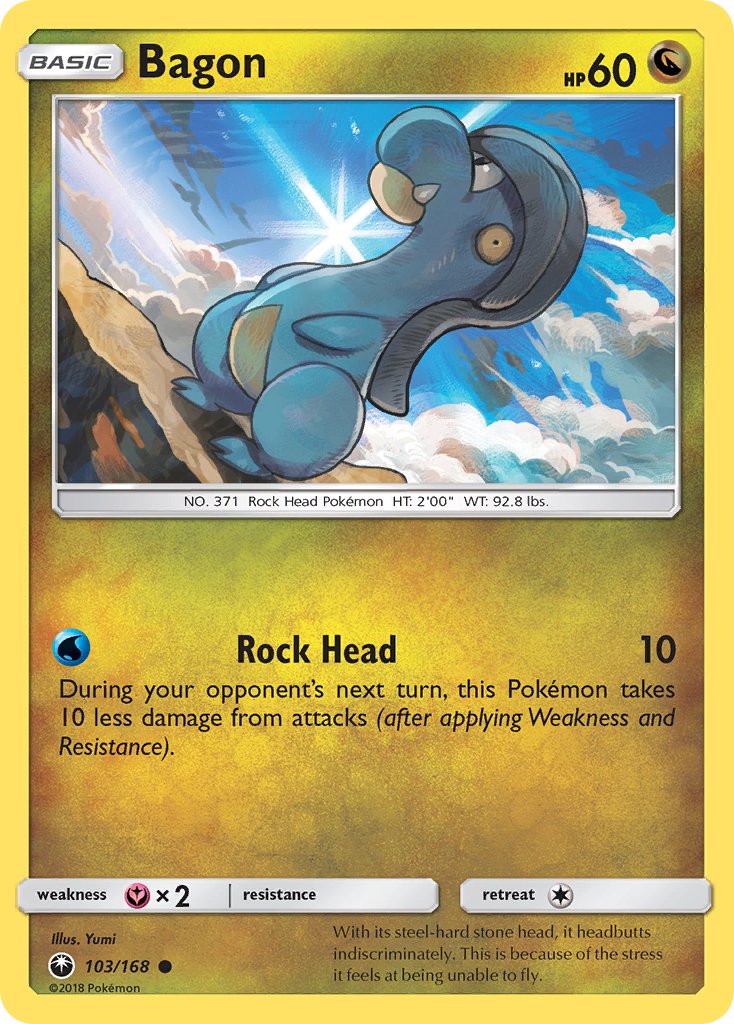 BASIC Bagon HP60
NO. 371 Rock Head Pokémon HT: 2'00" WT: 92.8 lbs.
Rock Head 10
During your opponent's next turn, this Pokémon takes
10 less damage from attacks (after applying Weakness and
Resistance).
weakness ×2 resistance retreat
Illus. Yumi
103/168
©2018 Pokémon
With its steel-hard stone head, it headbutts
indiscriminately. This is because of the stress
it feels at being unable to fly.